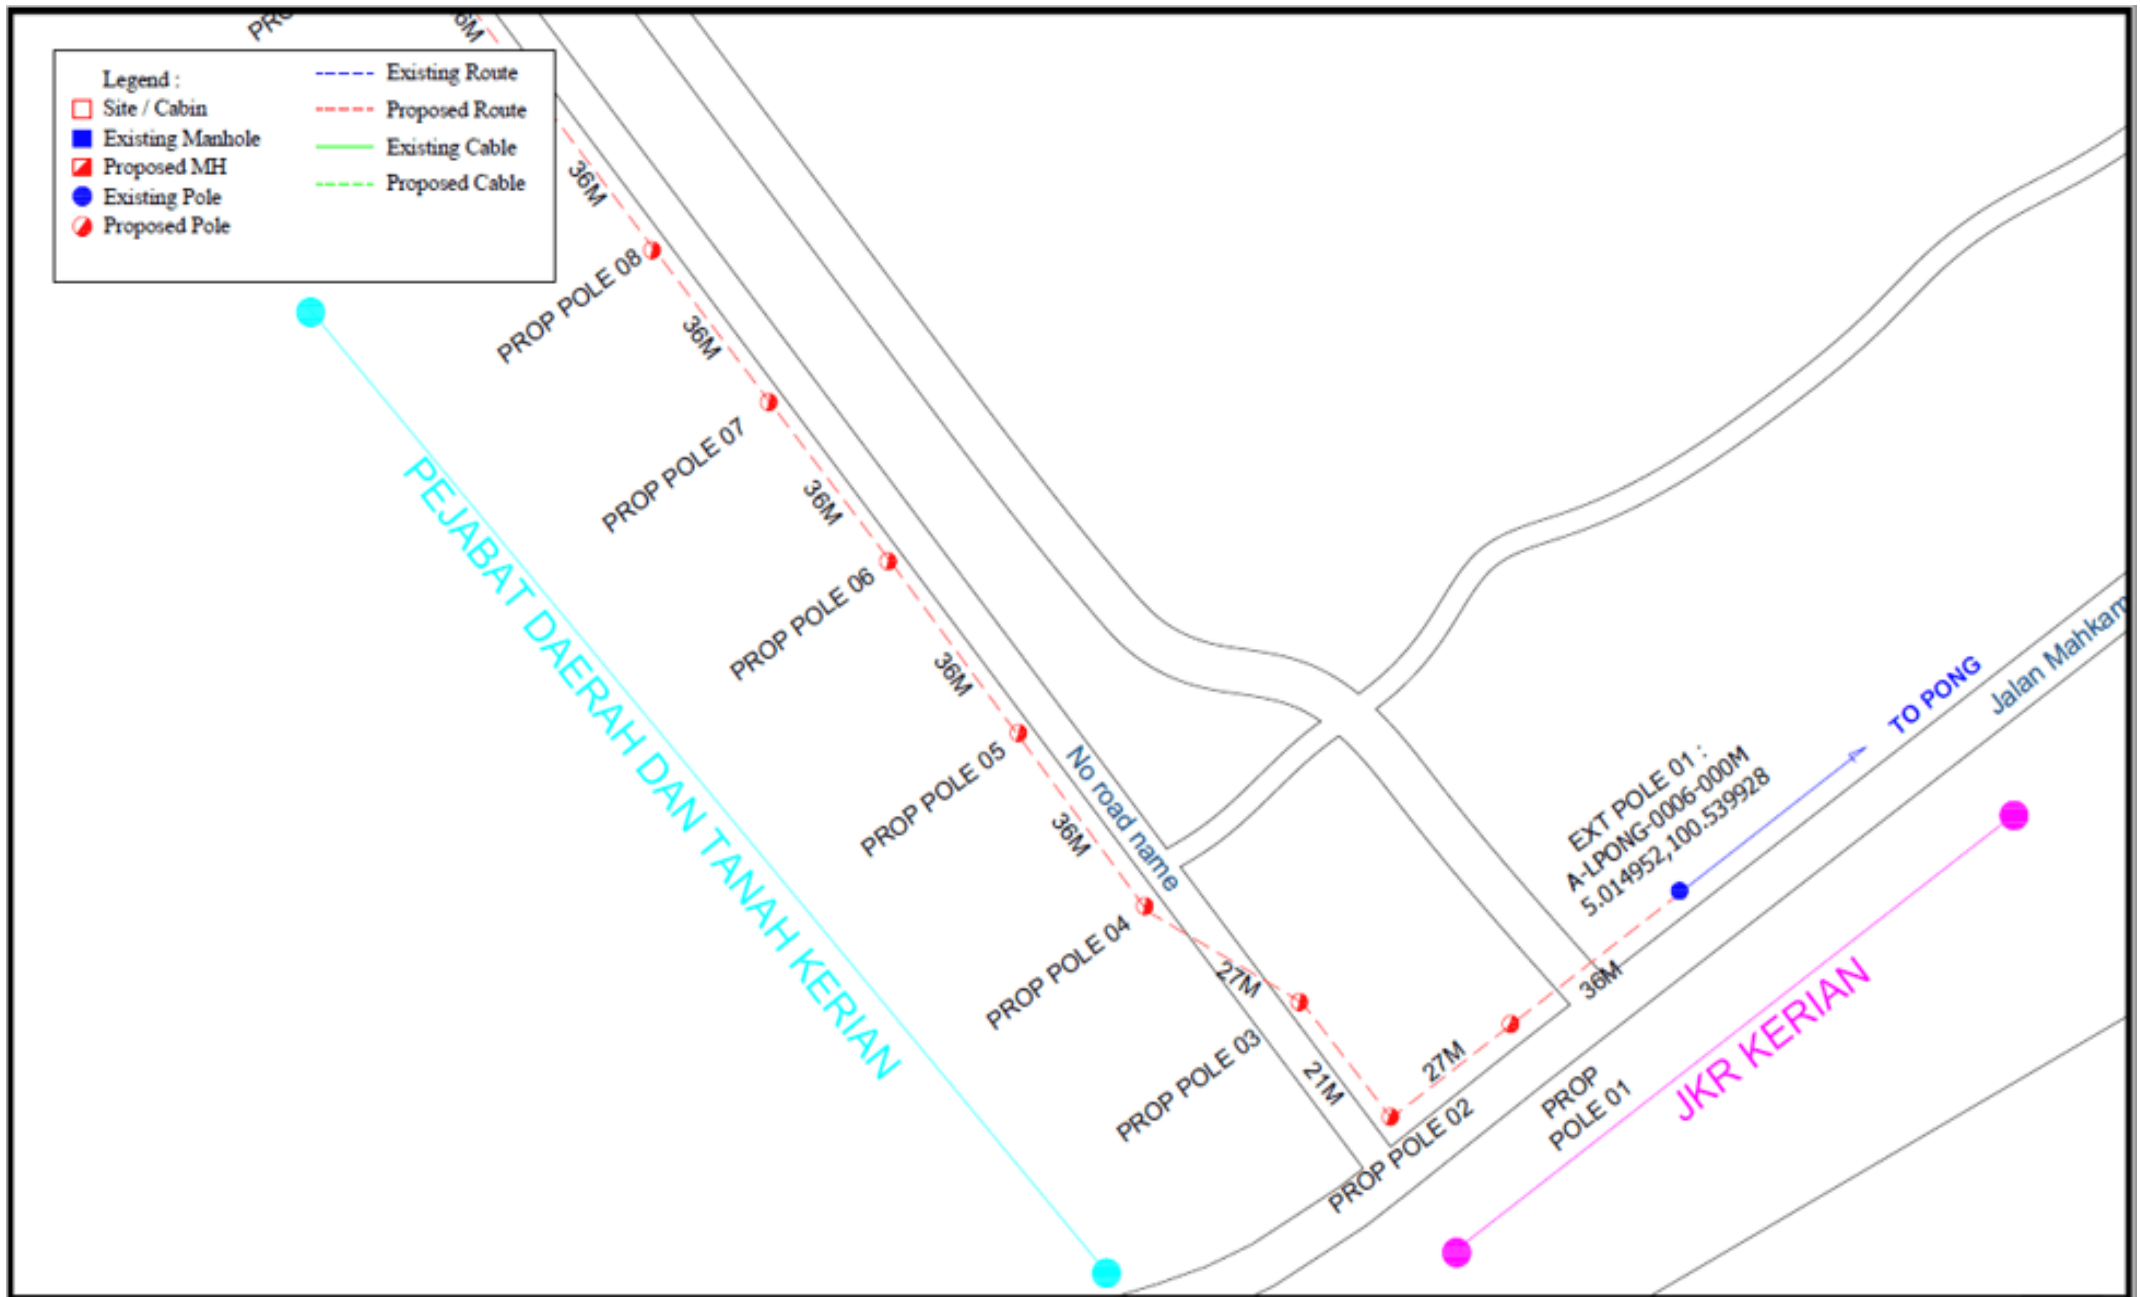 Legend :
Site / Cabin
Existing Manhole
Proposed MH
Existing Pole
Proposed Pole
Existing Route
Proposed Route
Existing Cable
Proposed Cable
36M
PROP POLE 08
36M
PROP POLE 07
36M
PROP POLE 06
36M
PROP POLE 05
36M
PROP POLE 04
27M
PROP POLE 03
21M
PROP POLE 02
27M
PROP
POLE 01
36M
No road name
EXT POLE 01 :
A-LPONG-0006-000M
5.014952,100.539928
TO PONG
Jalan Mahkam
PEJABAT DAERAH DAN TANAH KERIAN
JKR KERIAN